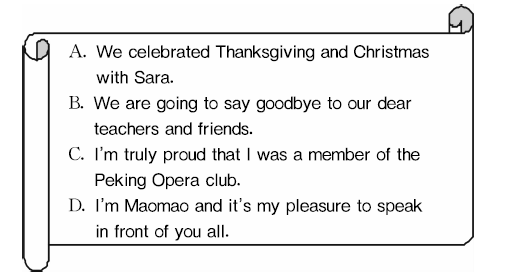 A. We celebrated Thanksgiving and Christmas
with Sara.
B. We are going to say goodbye to our dear
teachers and friends.
C. I'm truly proud that I was a member of the
Peking Opera club.
D. I'm Maomao and it's my pleasure to speak
in front of you all.